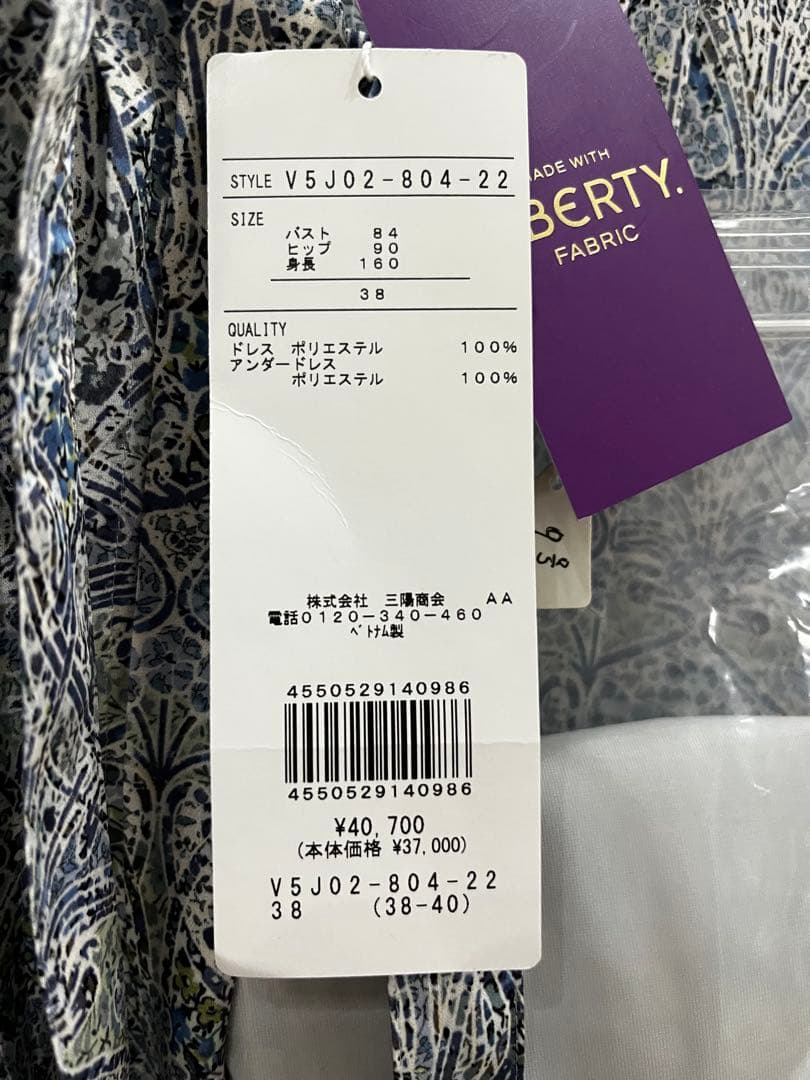 STYLE V5J02-804-22
SIZE
バスト 84
ヒップ 90
身長 160
38
QUALITY
ドレス ポリエステル 100%
アンダードレス
ポリエステル 100%
株式会社 三陽商会 AA
電話0120-340-460
ﾍﾞﾄﾅﾑ製
4550529140986
4550529140986
¥40,700
(本体価格 ¥37,000)
V5J02-804-22
38 (38-40)
MADE WITH
BERTY.
FABRIC